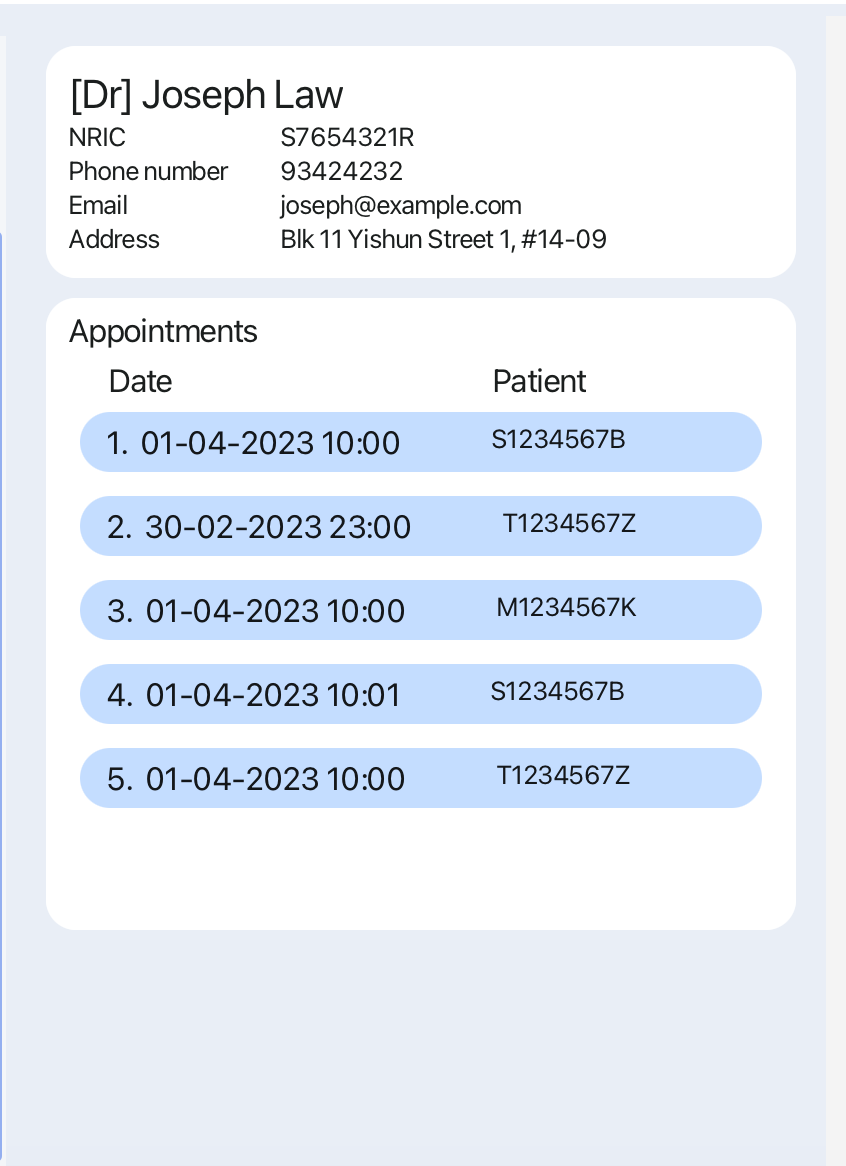 [Dr] Joseph Law
NRIC S7654321R
Phone number 93424232
Email joseph@example.com
Address Blk 11 Yishun Street 1, #14-09
Appointments
Date Patient
1. 01-04-2023 10:00 S1234567B
2. 30-02-2023 23:00 T1234567Z
3. 01-04-2023 10:00 M1234567K
4. 01-04-2023 10:01 S1234567B
5. 01-04-2023 10:00 T1234567Z